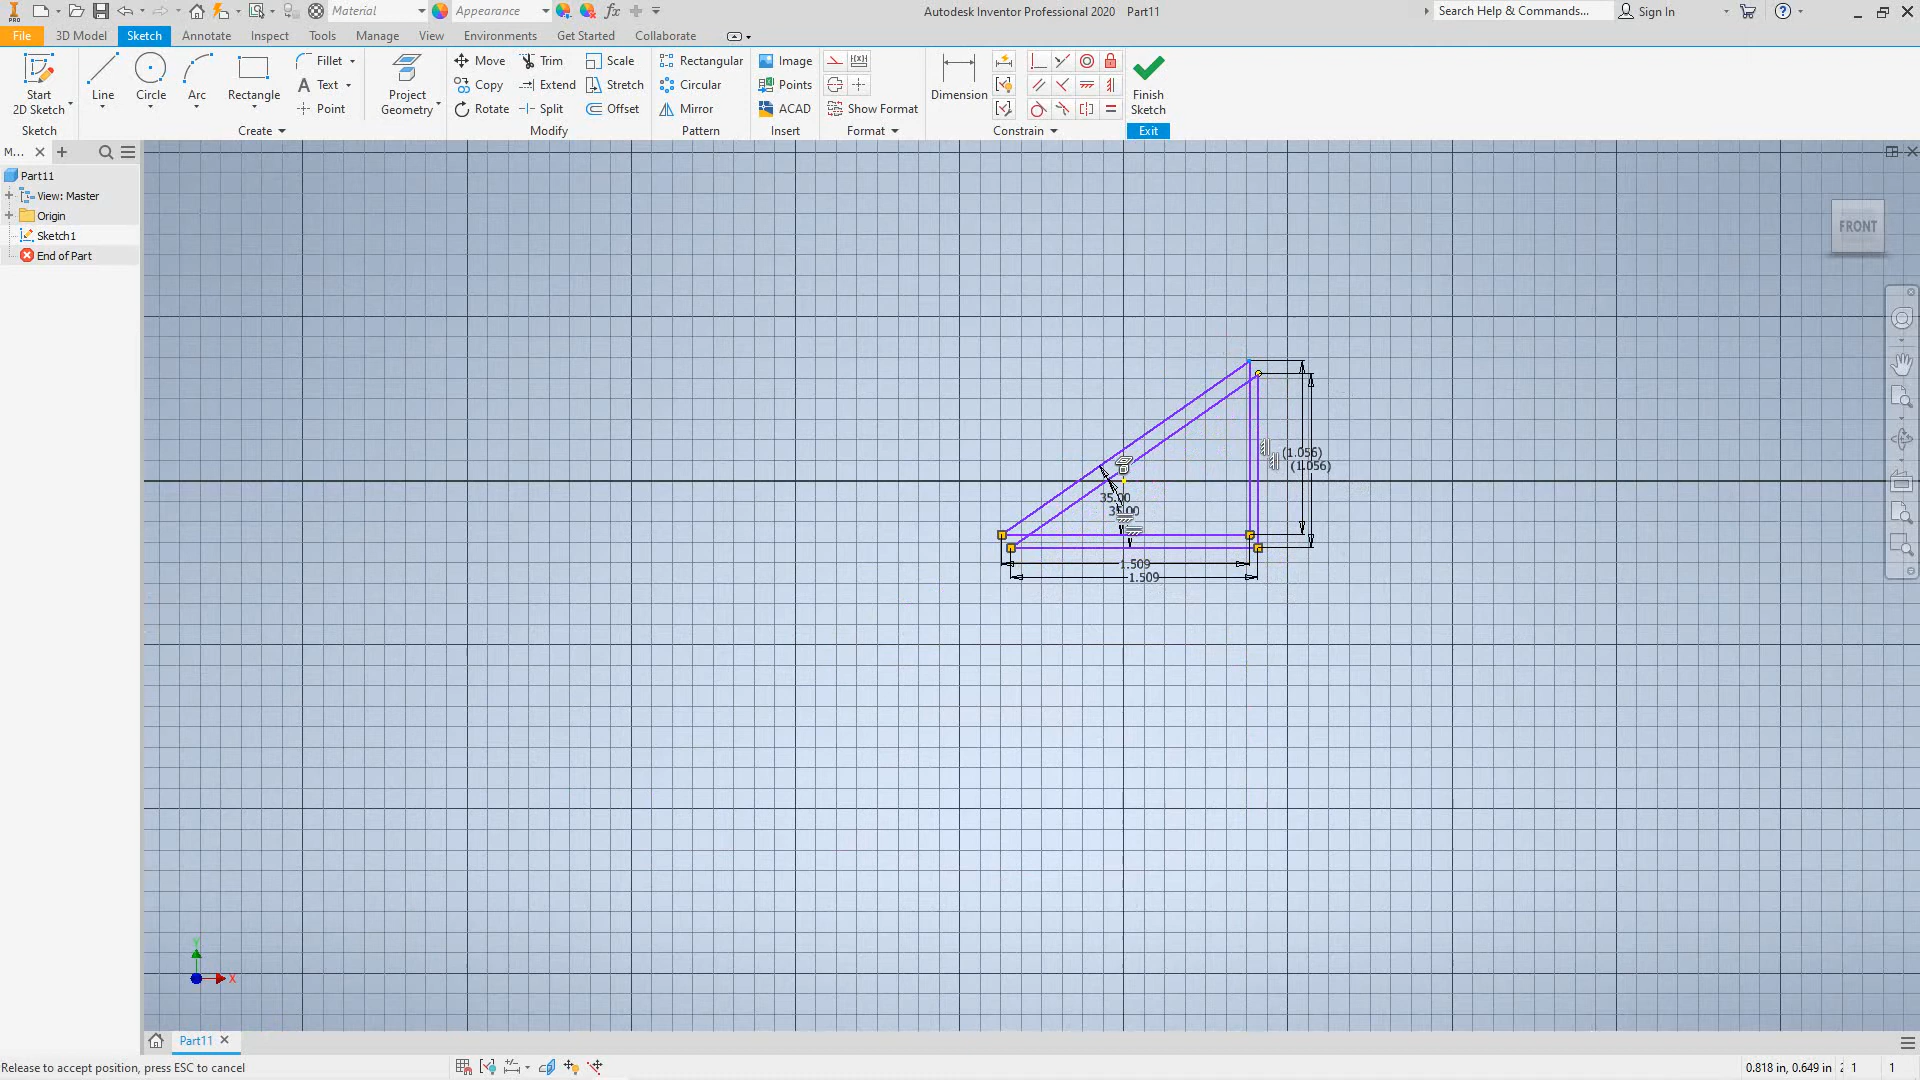 PRO Material Appearance fx Autodesk Inventor Professional 2020 Part11 Search Help & Commands... Sign In
File 3D Model Sketch Annotate Inspect Tools Manage View Environments Get Started Collaborate
Start 2D Sketch Line Circle Arc Rectangle Fillet Text Point Project Geometry
Move Trim Scale Copy Extend Stretch Rotate Split Offset
Rectangular Circular Mirror Image Points ACAD Show Format Dimension Finish Sketch
Sketch Create Modify Pattern Insert Format Constrain Exit
M...
Part11
View: Master
Origin
Sketch1
End of Part
FRONT
(1.056)
(1.056)
35.00
35.00
1.509
1.509
Y
X
Part11
Release to accept position, press ESC to cancel 0.818 in, 0.649 in 1 1